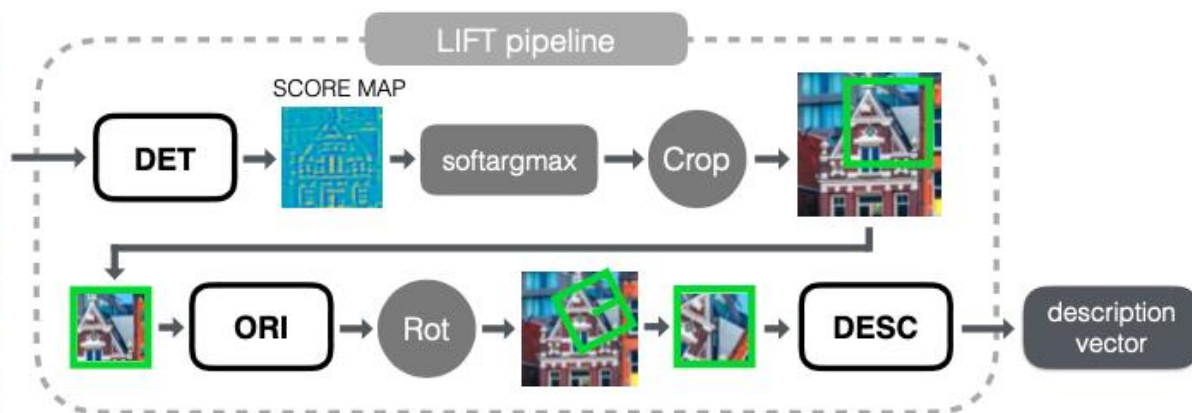 LIFT pipeline
SCORE MAP
DET
softargmax
Crop
ORI
Rot
DESC
description
vector